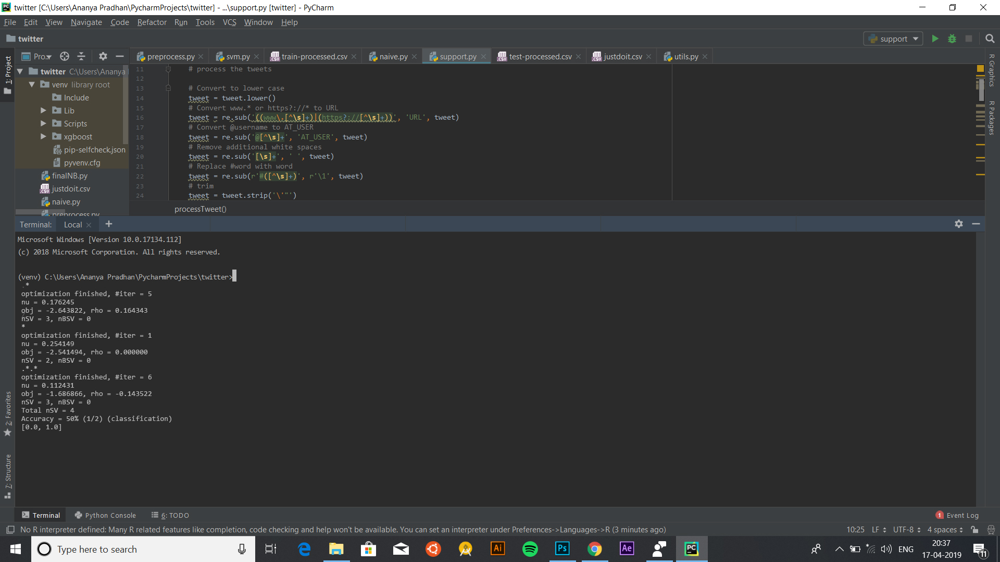 twitter [C:\Users\Ananya Pradhan\PycharmProjects\twitter] - ...\support.py [twitter] - PyCharm
File Edit View Navigate Code Refactor Run Tools VCS Window Help
twitter
support
Pro...
preprocess.py
svm.py
train-processed.csv
naive.py
support.py
test-processed.csv
justdoit.csv
utils.py
1: Project
twitter C:\Users\Ananya
venv library root
Include
Lib
Scripts
xgboost
pip-selfcheck.json
pyvenv.cfg
finalNB.py
justdoit.csv
naive.py
preprocess.py
11 # process the tweets
12
13 # Convert to lower case
14 tweet = tweet.lower()
15 # Convert www.* or https?://* to URL
16 tweet = re.sub('((www\.[^\s]+)|(https?://[^\s]+))', 'URL', tweet)
17 # Convert @username to AT_USER
18 tweet = re.sub('@[^\s]+', 'AT_USER', tweet)
19 # Remove additional white spaces
20 tweet = re.sub('[\s]+', ' ', tweet)
21 # Replace #word with word
22 tweet = re.sub(r'#([^\s]+)', r'\1', tweet)
23 # trim
24 tweet = tweet.strip('\'"')
processTweet()
R Graphics
R Packages
Terminal: Local +
Microsoft Windows [Version 10.0.17134.112]
(c) 2018 Microsoft Corporation. All rights reserved.
(venv) C:\Users\Ananya Pradhan\PycharmProjects\twitter>
.*
optimization finished, #iter = 5
nu = 0.176245
obj = -2.643822, rho = 0.164343
nSV = 3, nBSV = 0
*
optimization finished, #iter = 1
nu = 0.254149
obj = -2.541494, rho = 0.000000
nSV = 2, nBSV = 0
.*.*
optimization finished, #iter = 6
nu = 0.112431
obj = -1.686866, rho = -0.143522
nSV = 3, nBSV = 0
Total nSV = 4
Accuracy = 50% (1/2) (classification)
[0.0, 1.0]
2: Favorites
7: Structure
Terminal
Python Console
6: TODO
1 Event Log
No R interpreter defined: Many R related features like completion, code checking and help won't be available. You can set an interpreter under Preferences->Languages->R (3 minutes ago)
10:25 LF UTF-8 4 spaces
Type here to search
Ai
Ps
Ae
PC
ENG
20:37
17-04-2019
11